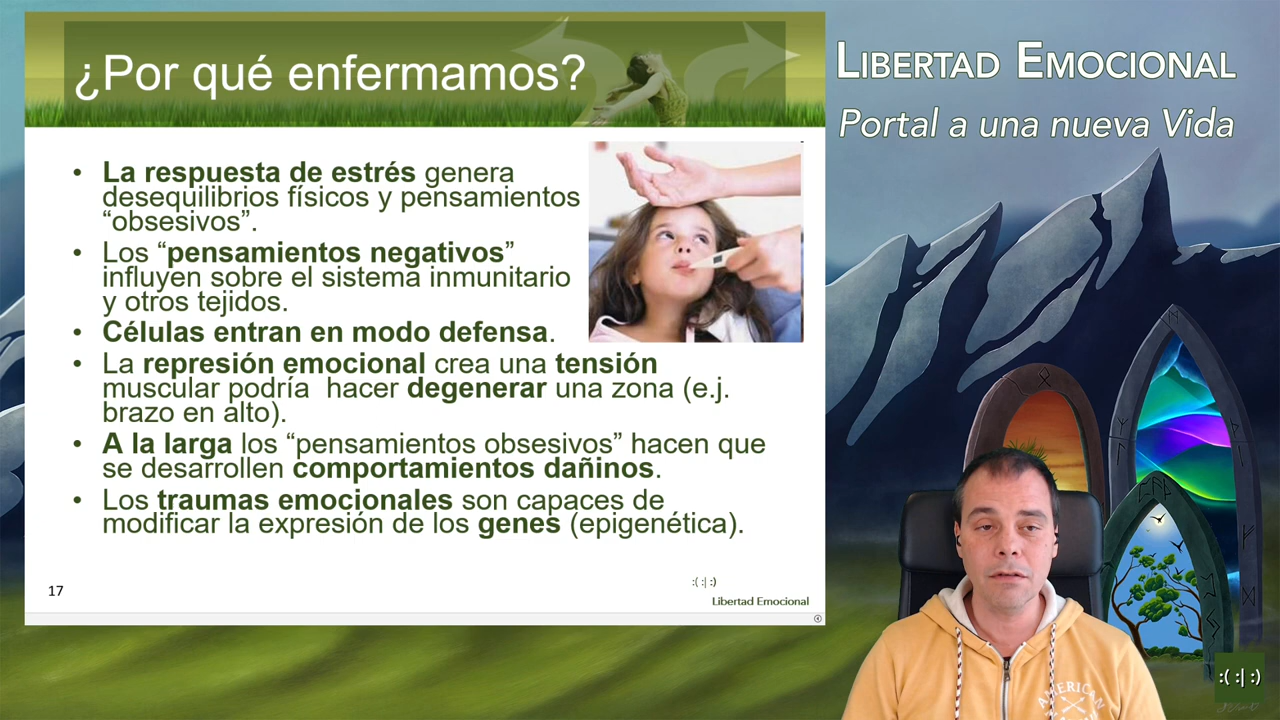 ¿Por qué enfermamos?
LIBERTAD EMOCIONAL
Portal a una nueva Vida
• La respuesta de estrés genera
desequilibrios físicos y pensamientos
“obsesivos”.
• Los “pensamientos negativos”
influyen sobre el sistema inmunitario
y otros tejidos.
• Células entran en modo defensa.
• La represión emocional crea una tensión
muscular podría  hacer degenerar una zona (e.j.
brazo en alto).
• A la larga los “pensamientos obsesivos” hacen que
se desarrollen comportamientos dañinos.
• Los traumas emocionales son capaces de
modificar la expresión de los genes (epigenética).
17
:( :| :)
Libertad Emocional
AMERICAN
:( :| :)